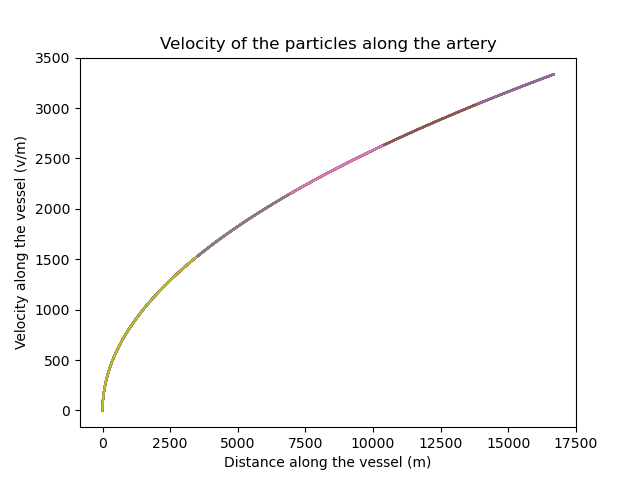 Velocity of the particles along the artery
3500
3000
2500
2000
1500
1000
500
0
Velocity along the vessel (v/m)
0 2500 5000 7500 10000 12500 15000 17500
Distance along the vessel (m)